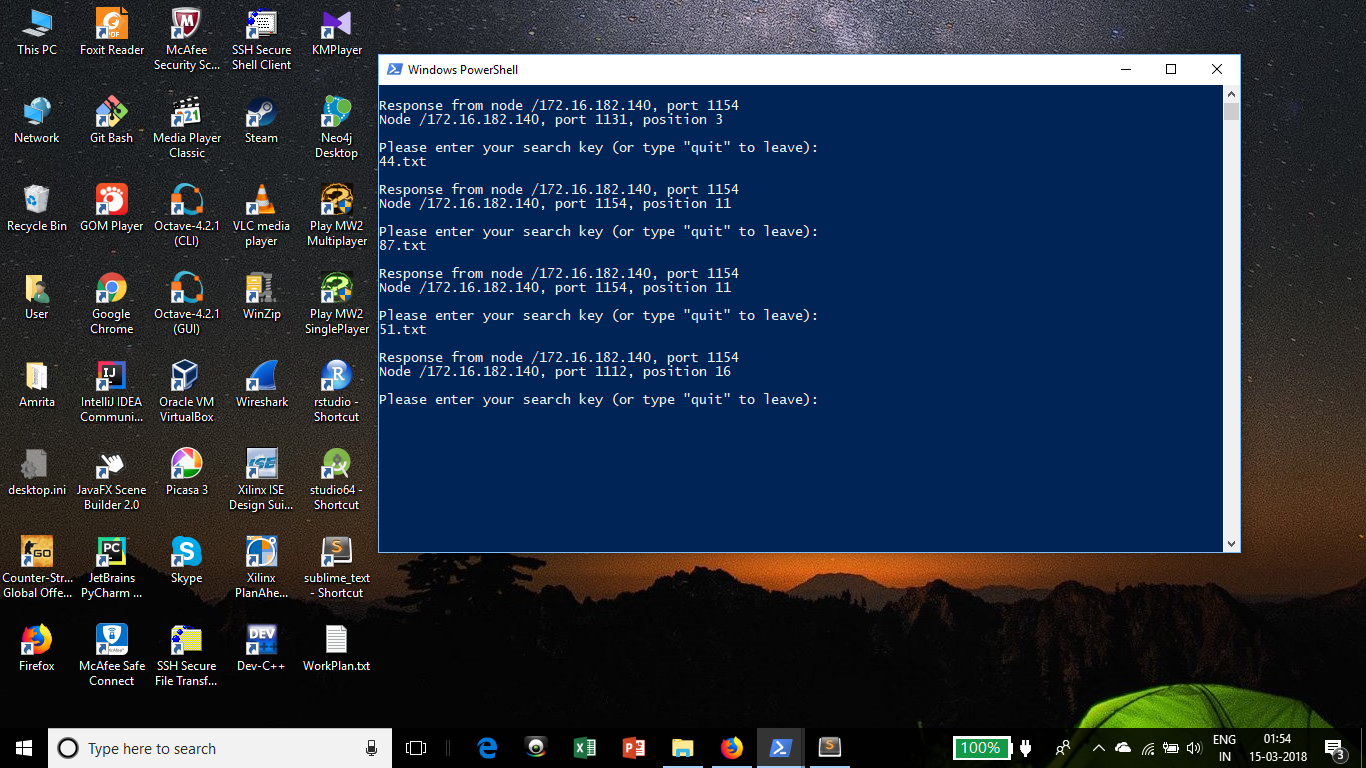 This PC
Foxit Reader
McAfee
Security Sc...
SSH Secure
Shell Client
KMPlayer
Network
Git Bash
Media Player
Classic
Steam
Neo4j
Desktop
Recycle Bin
GOM Player
Octave-4.2.1
(CLI)
VLC media
player
Play MW2
Multiplayer
User
Google
Chrome
Octave-4.2.1
(GUI)
WinZip
Play MW2
SinglePlayer
Amrita
IntelliJ IDEA
Communi...
Oracle VM
VirtualBox
Wireshark
rstudio -
Shortcut
desktop.ini
JavaFX Scene
Builder 2.0
Picasa 3
Xilinx ISE
Design Sui...
studio64 -
Shortcut
Counter-Str...
Global Offe...
JetBrains
PyCharm ...
Skype
Xilinx
PlanAhe...
sublime_text
- Shortcut
Firefox
McAfee Safe
Connect
SSH Secure
File Transf...
Dev-C++
WorkPlan.txt
Windows PowerShell
Response from node /172.16.182.140, port 1154
Node /172.16.182.140, port 1131, position 3
Please enter your search key (or type "quit" to leave):
44.txt
Response from node /172.16.182.140, port 1154
Node /172.16.182.140, port 1154, position 11
Please enter your search key (or type "quit" to leave):
87.txt
Response from node /172.16.182.140, port 1154
Node /172.16.182.140, port 1154, position 11
Please enter your search key (or type "quit" to leave):
51.txt
Response from node /172.16.182.140, port 1154
Node /172.16.182.140, port 1112, position 16
Please enter your search key (or type "quit" to leave):
Type here to search
100%
ENG
IN
01:54
15-03-2018
3